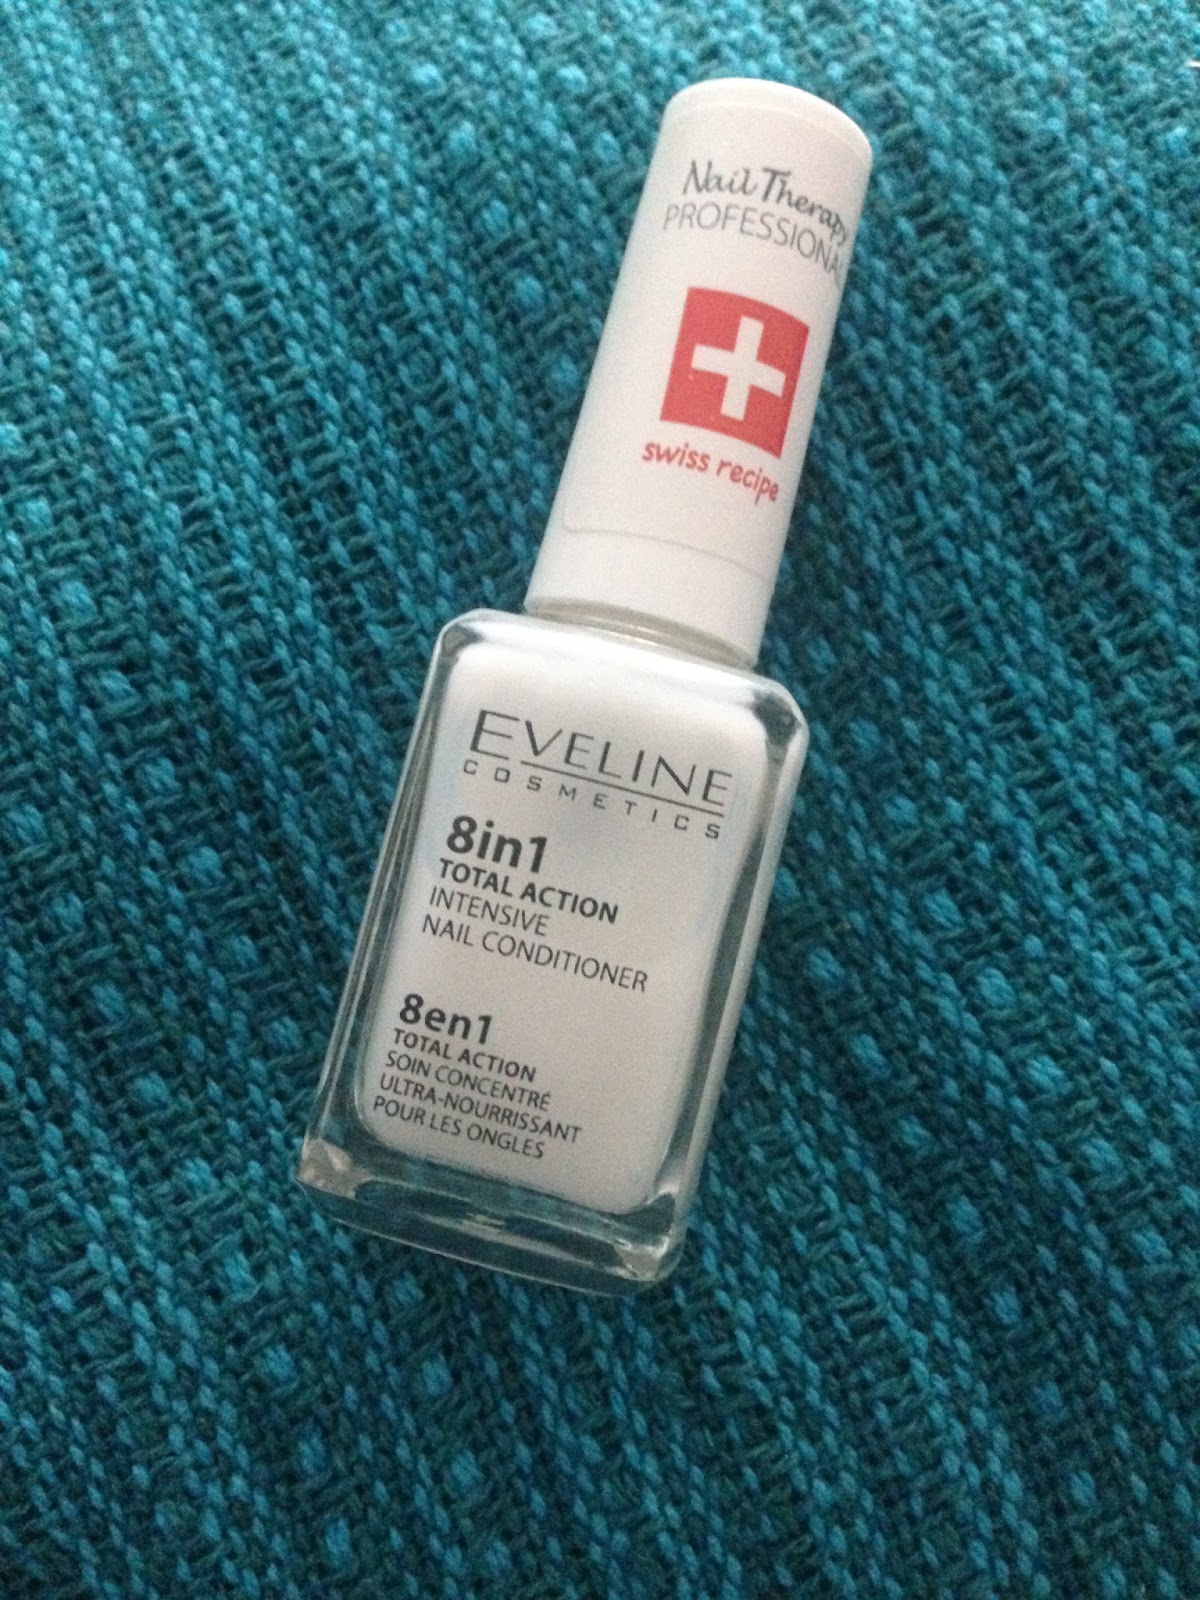 Nail Therapy
PROFESSIONAL
swiss recipe
EVELINE
COSMETICS
8in1
TOTAL ACTION
INTENSIVE
NAIL CONDITIONER
8en1
TOTAL ACTION
SOIN CONCENTRÉ
ULTRA-NOURRISSANT
POUR LES ONGLES